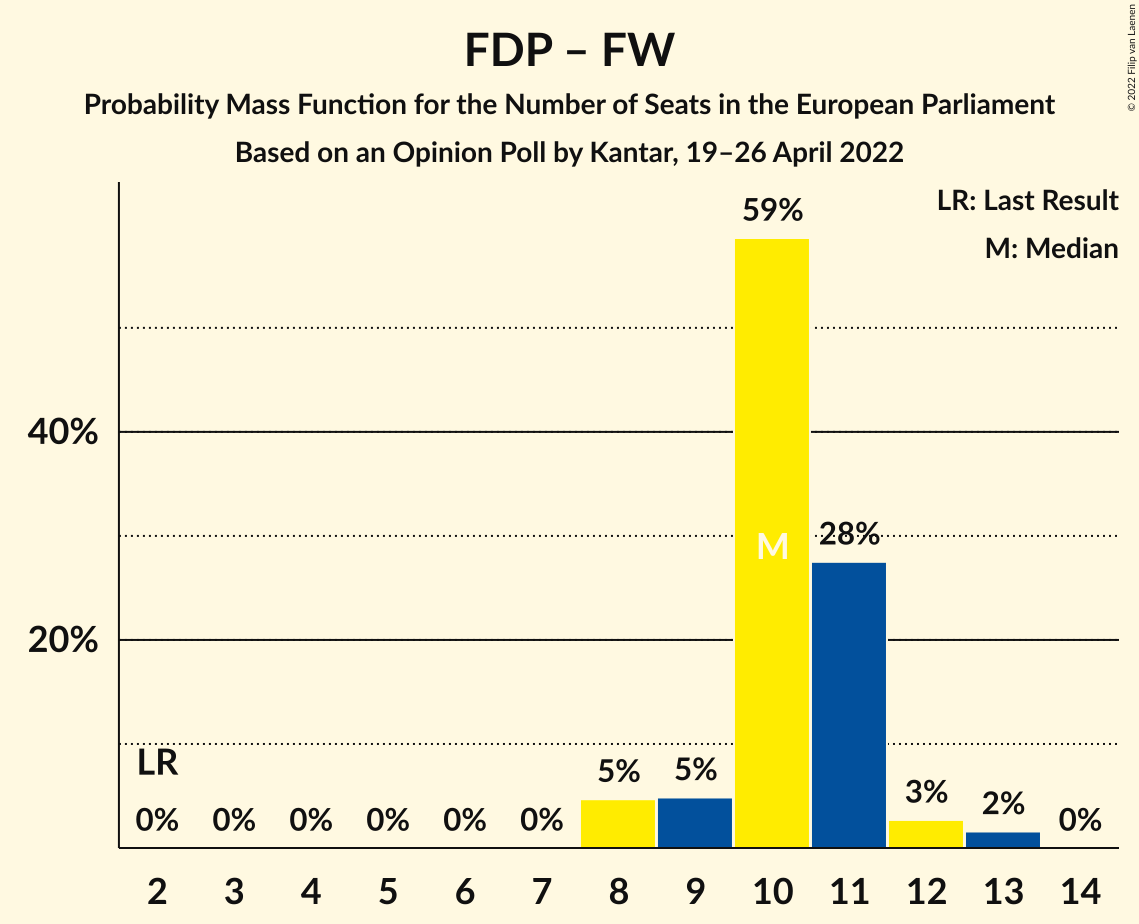 FDP – FW
Probability Mass Function for the Number of Seats in the European Parliament
Based on an Opinion Poll by Kantar, 19–26 April 2022
© 2022 Filip van Laenen
LR: Last Result
M: Median
59%
40%
M
28%
20%
LR
5%
5%
3%
2%
0%
0%
0%
0%
0%
0%
0%
2 3 4 5 6 7 8 9 10 11 12 13 14